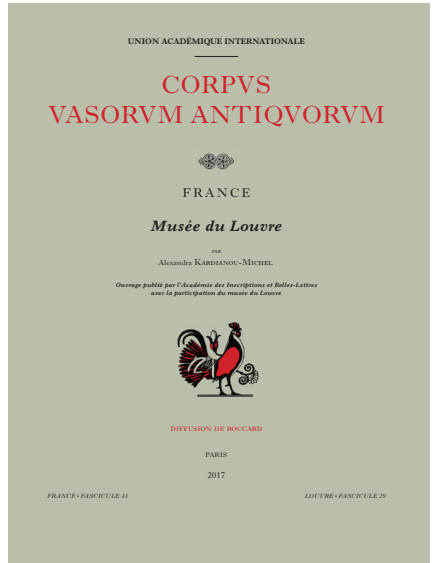 UNION ACADÉMIQUE INTERNATIONALE
CORPVS
VASORVM ANTIQVORVM
FRANCE
Musée du Louvre
PAR
Alexandra KARDIANOU-MICHEL
Ouvrage publié par l'Académie des Inscriptions et Belles-Lettres
avec la participation du musée du Louvre
DIFFUSION DE BOCCARD
PARIS
2017
FRANCE • FASCICULE 43 LOUVRE • FASCICULE 29